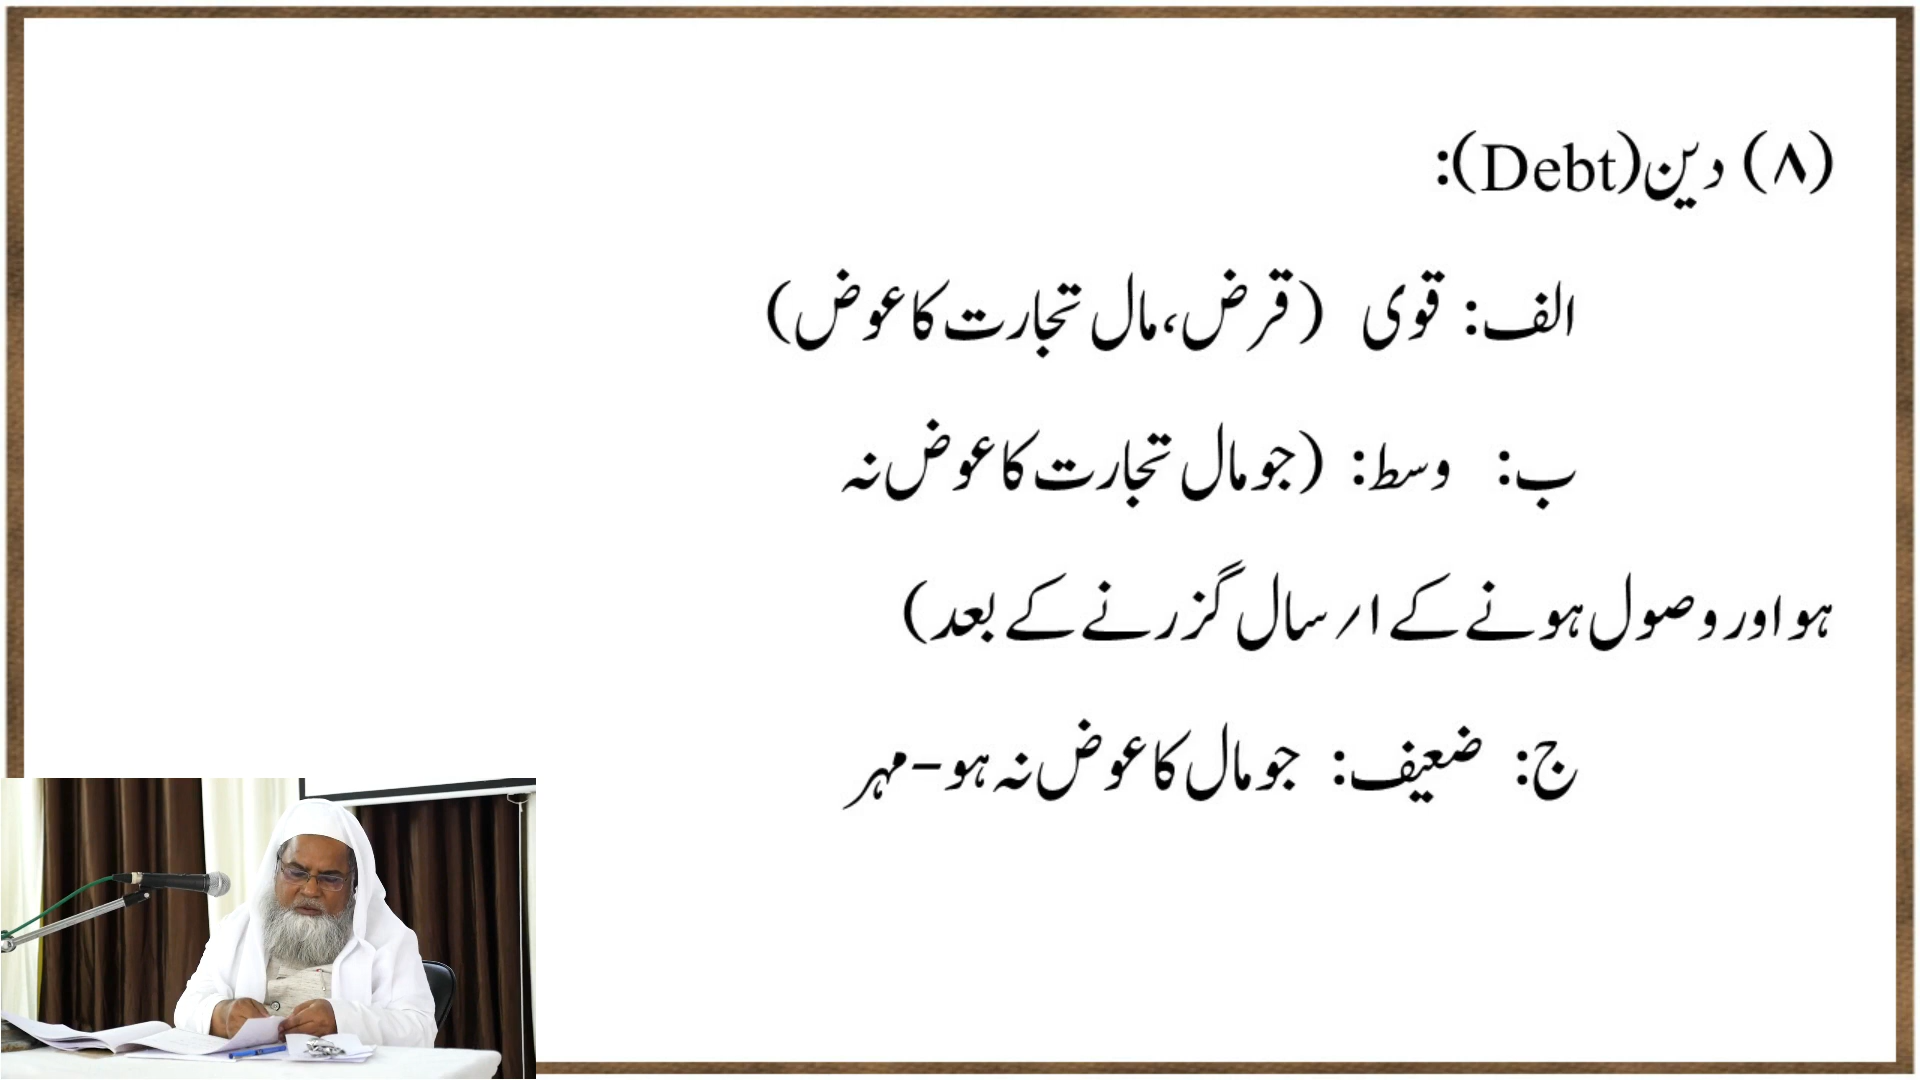 (۸) دین(Debt):
الف: قوی (قرض،مال تجارت کا عوض)
ب: وسط: (جو مال تجارت کا عوض نہ
ہو اور وصول ہونے کے ۱؍ سال گزرنے کے بعد)
ج: ضعیف: جو مال کا عوض نہ ہو-مہر